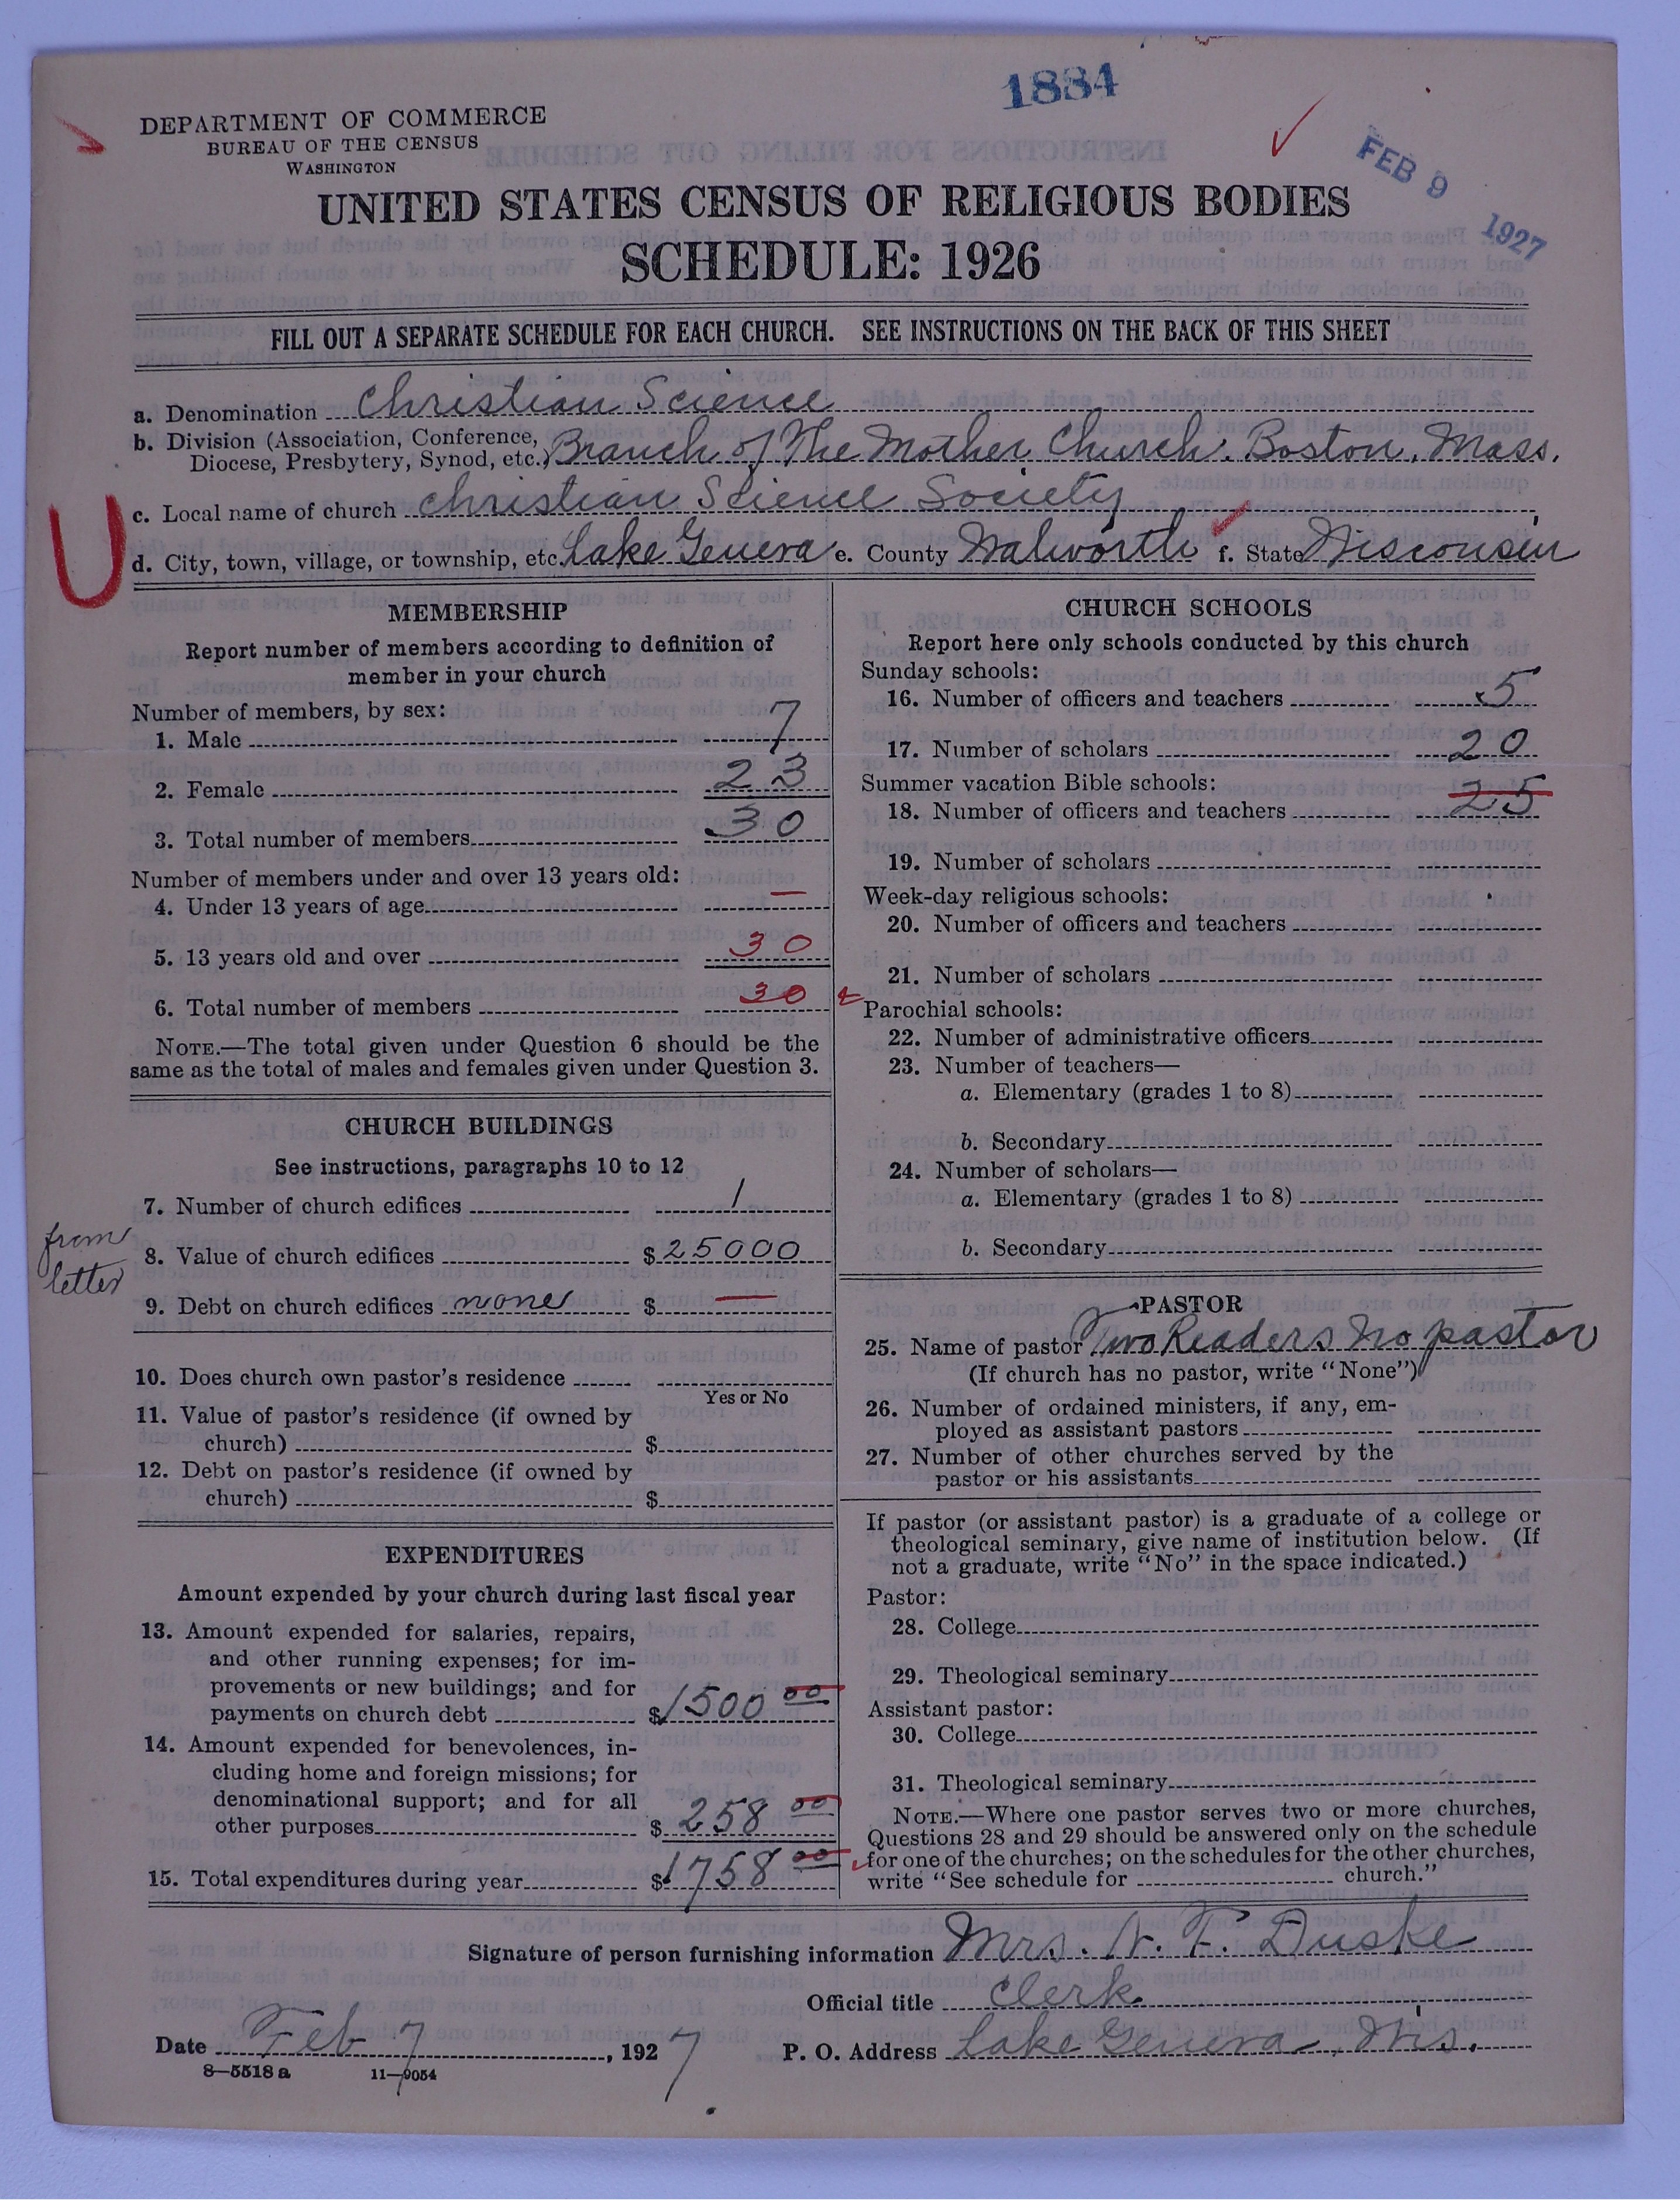 1884
DEPARTMENT OF COMMERCE
BUREAU OF THE CENSUS
WASHINGTON
FEB 9 1927
UNITED STATES CENSUS OF RELIGIOUS BODIES
SCHEDULE: 1926
FILL OUT A SEPARATE SCHEDULE FOR EACH CHURCH. SEE INSTRUCTIONS ON THE BACK OF THIS SHEET
a. Denomination Christian Science
b. Division (Association, Conference, Diocese, Presbytery, Synod, etc.) Branch of The Mother Church. Boston, Mass.
c. Local name of church Christian Science Society
U
d. City, town, village, or township, etc. Lake Geneva e. County Walworth f. State Wisconsin
MEMBERSHIP
Report number of members according to definition of
member in your church
Number of members, by sex:
1. Male 7
2. Female 23
3. Total number of members 30
Number of members under and over 13 years old:
4. Under 13 years of age —
5. 13 years old and over 30
6. Total number of members 30
NOTE.—The total given under Question 6 should be the
same as the total of males and females given under Question 3.
CHURCH BUILDINGS
See instructions, paragraphs 10 to 12
7. Number of church edifices 1
from
letter
8. Value of church edifices $25000
9. Debt on church edifices none $ —
10. Does church own pastor's residence
Yes or No
11. Value of pastor's residence (if owned by
church) $
12. Debt on pastor's residence (if owned by
church) $
EXPENDITURES
Amount expended by your church during last fiscal year
13. Amount expended for salaries, repairs,
and other running expenses; for im-
provements or new buildings; and for
payments on church debt $1500 00
14. Amount expended for benevolences, in-
cluding home and foreign missions; for
denominational support; and for all
other purposes $258 00
15. Total expenditures during year $1758 00
CHURCH SCHOOLS
Report here only schools conducted by this church
Sunday schools:
16. Number of officers and teachers 5
17. Number of scholars 20
Summer vacation Bible schools:
25
18. Number of officers and teachers
19. Number of scholars
Week-day religious schools:
20. Number of officers and teachers
21. Number of scholars
Parochial schools:
22. Number of administrative officers
23. Number of teachers—
a. Elementary (grades 1 to 8)
b. Secondary
24. Number of scholars—
a. Elementary (grades 1 to 8)
b. Secondary
PASTOR
25. Name of pastor Two Readers No pastor
(If church has no pastor, write "None")
26. Number of ordained ministers, if any, em-
ployed as assistant pastors
27. Number of other churches served by the
pastor or his assistants
If pastor (or assistant pastor) is a graduate of a college or
theological seminary, give name of institution below. (If
not a graduate, write "No" in the space indicated.)
Pastor:
28. College
29. Theological seminary
Assistant pastor:
30. College
31. Theological seminary
NOTE.—Where one pastor serves two or more churches,
Questions 28 and 29 should be answered only on the schedule
for one of the churches; on the schedules for the other churches,
write "See schedule for church."
Signature of person furnishing information Mrs. W. F. Duske
Official title Clerk
Date Feb 7, 1927 P. O. Address Lake Geneva, Wis.
8—5518 a 11—9054